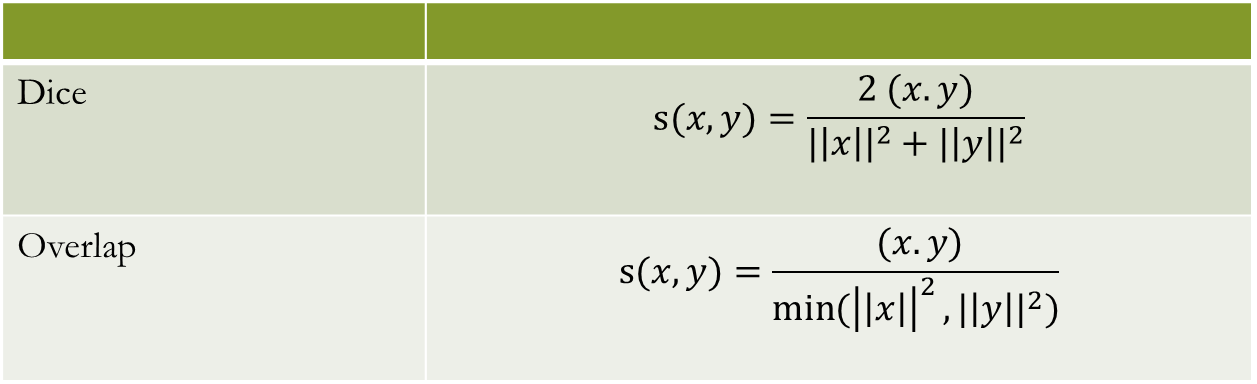 Dice
s(x, y) = 2 (x. y) / ||x||² + ||y||²
Overlap
s(x, y) = (x. y) / min(||x||², ||y||²)